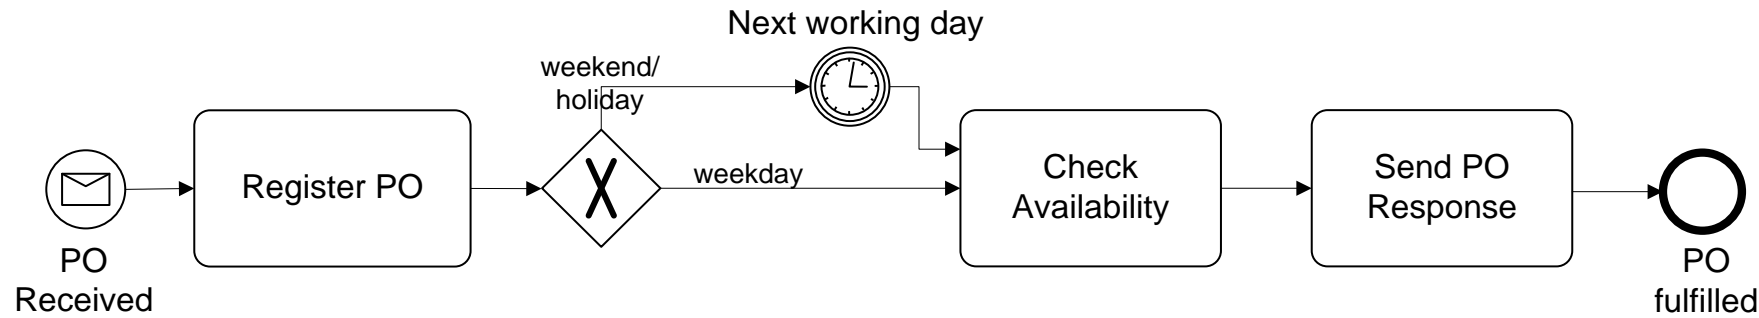 Next working day
weekend/
holiday
PO
Received
Register PO
weekday
Check
Availability
Send PO
Response
PO
fulfilled